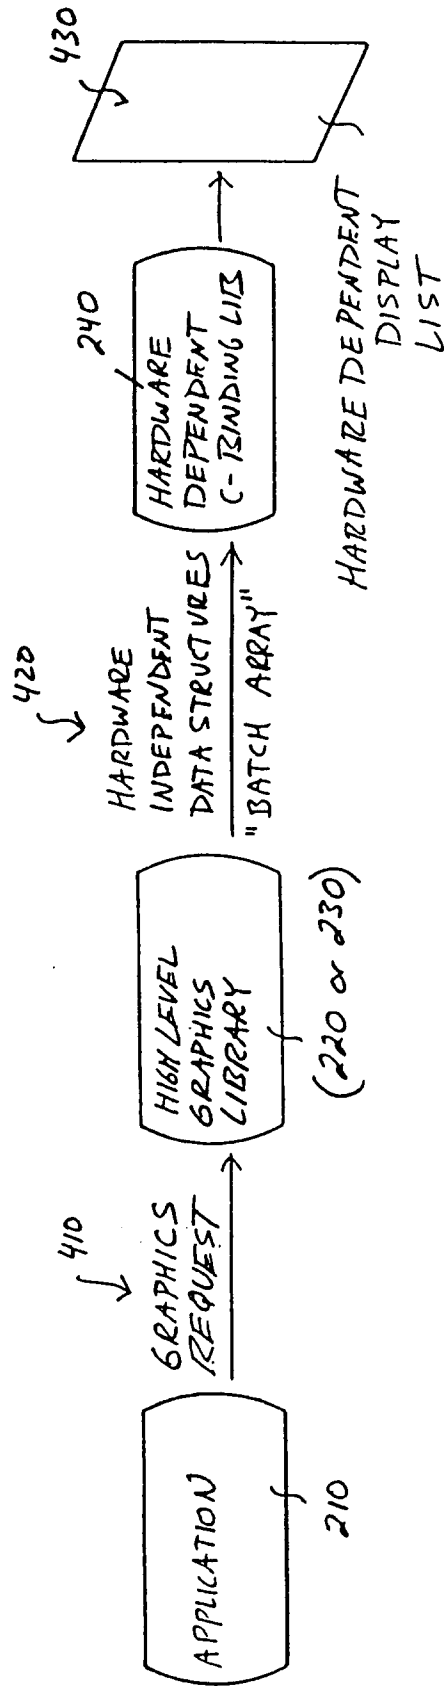 APPLICATION
210
410
GRAPHICS
REQUEST
HIGH LEVEL
GRAPHICS
LIBRARY
(220 or 230)
420
HARDWARE
INDEPENDENT
DATA STRUCTURES
"BATCH ARRAY"
240
HARDWARE
DEPENDENT
C-BINDING LIB
430
HARDWARE DEPENDENT
DISPLAY
LIST